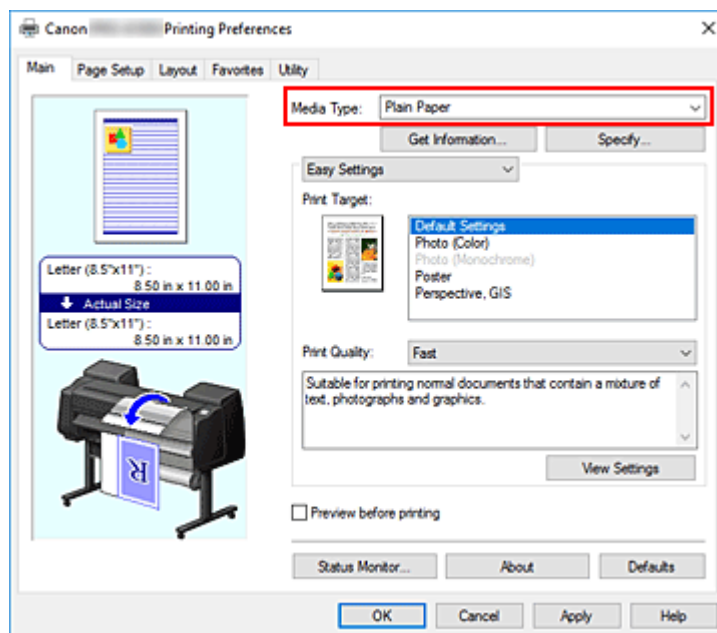 Canon Printing Preferences
Main Page Setup Layout Favorites Utility
Media Type: Plain Paper
Get Information... Specify...
Easy Settings
Print Target:
Default Settings
Photo (Color)
Photo (Monochrome)
Poster
Perspective, GIS
Letter (8.5"x11") :
8.50 in x 11.00 in
Actual Size
Letter (8.5"x11") :
8.50 in x 11.00 in
Print Quality: Fast
Suitable for printing normal documents that contain a mixture of
text, photographs and graphics.
R
View Settings
Preview before printing
Status Monitor... About Defaults
OK Cancel Apply Help